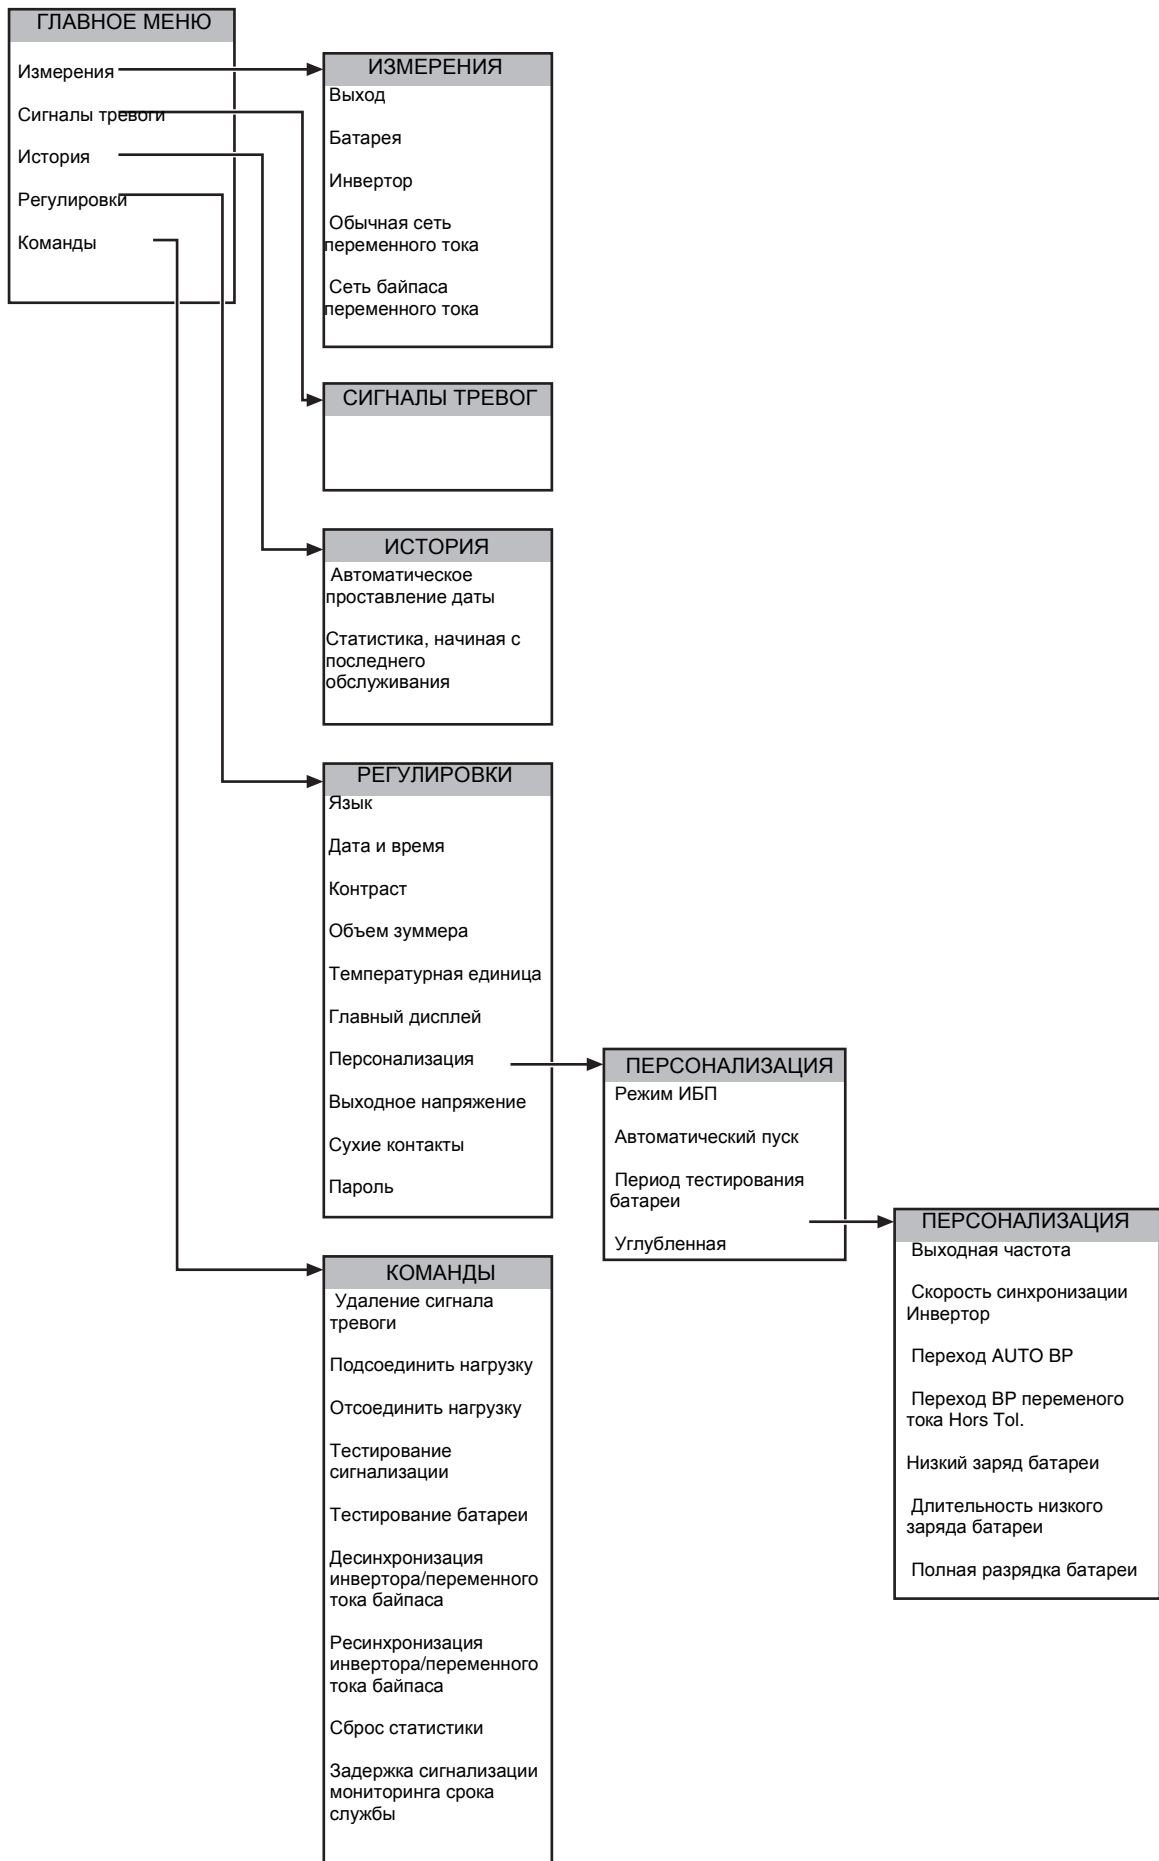 ГЛАВНОЕ МЕНЮ
Измерения
Сигналы тревоги
История
Регулировки
Команды
ИЗМЕРЕНИЯ
Выход
Батарея
Инвертор
Обычная сеть
переменного тока
Сеть байпаса
переменного тока
СИГНАЛЫ ТРЕВОГ
ИСТОРИЯ
Автоматическое
проставление даты
Статистика, начиная с
последнего
обслуживания
РЕГУЛИРОВКИ
Язык
Дата и время
Контраст
Объем зуммера
Температурная единица
Главный дисплей
Персонализация
Выходное напряжение
Сухие контакты
Пароль
ПЕРСОНАЛИЗАЦИЯ
Режим ИБП
Автоматический пуск
Период тестирования
батареи
Углубленная
ПЕРСОНАЛИЗАЦИЯ
Выходная частота
Скорость синхронизации
Инвертор
Переход AUTO BP
Переход BP переменого
тока Hors Tol.
Низкий заряд батареи
Длительность низкого
заряда батареи
Полная разрядка батареи
КОМАНДЫ
Удаление сигнала
тревоги
Подсоединить нагрузку
Отсоединить нагрузку
Тестирование
сигнализации
Тестирование батареи
Десинхронизация
инвертора/переменного
тока байпаса
Ресинхронизация
инвертора/переменного
тока байпаса
Сброс статистики
Задержка сигнализации
мониторинга срока
службы